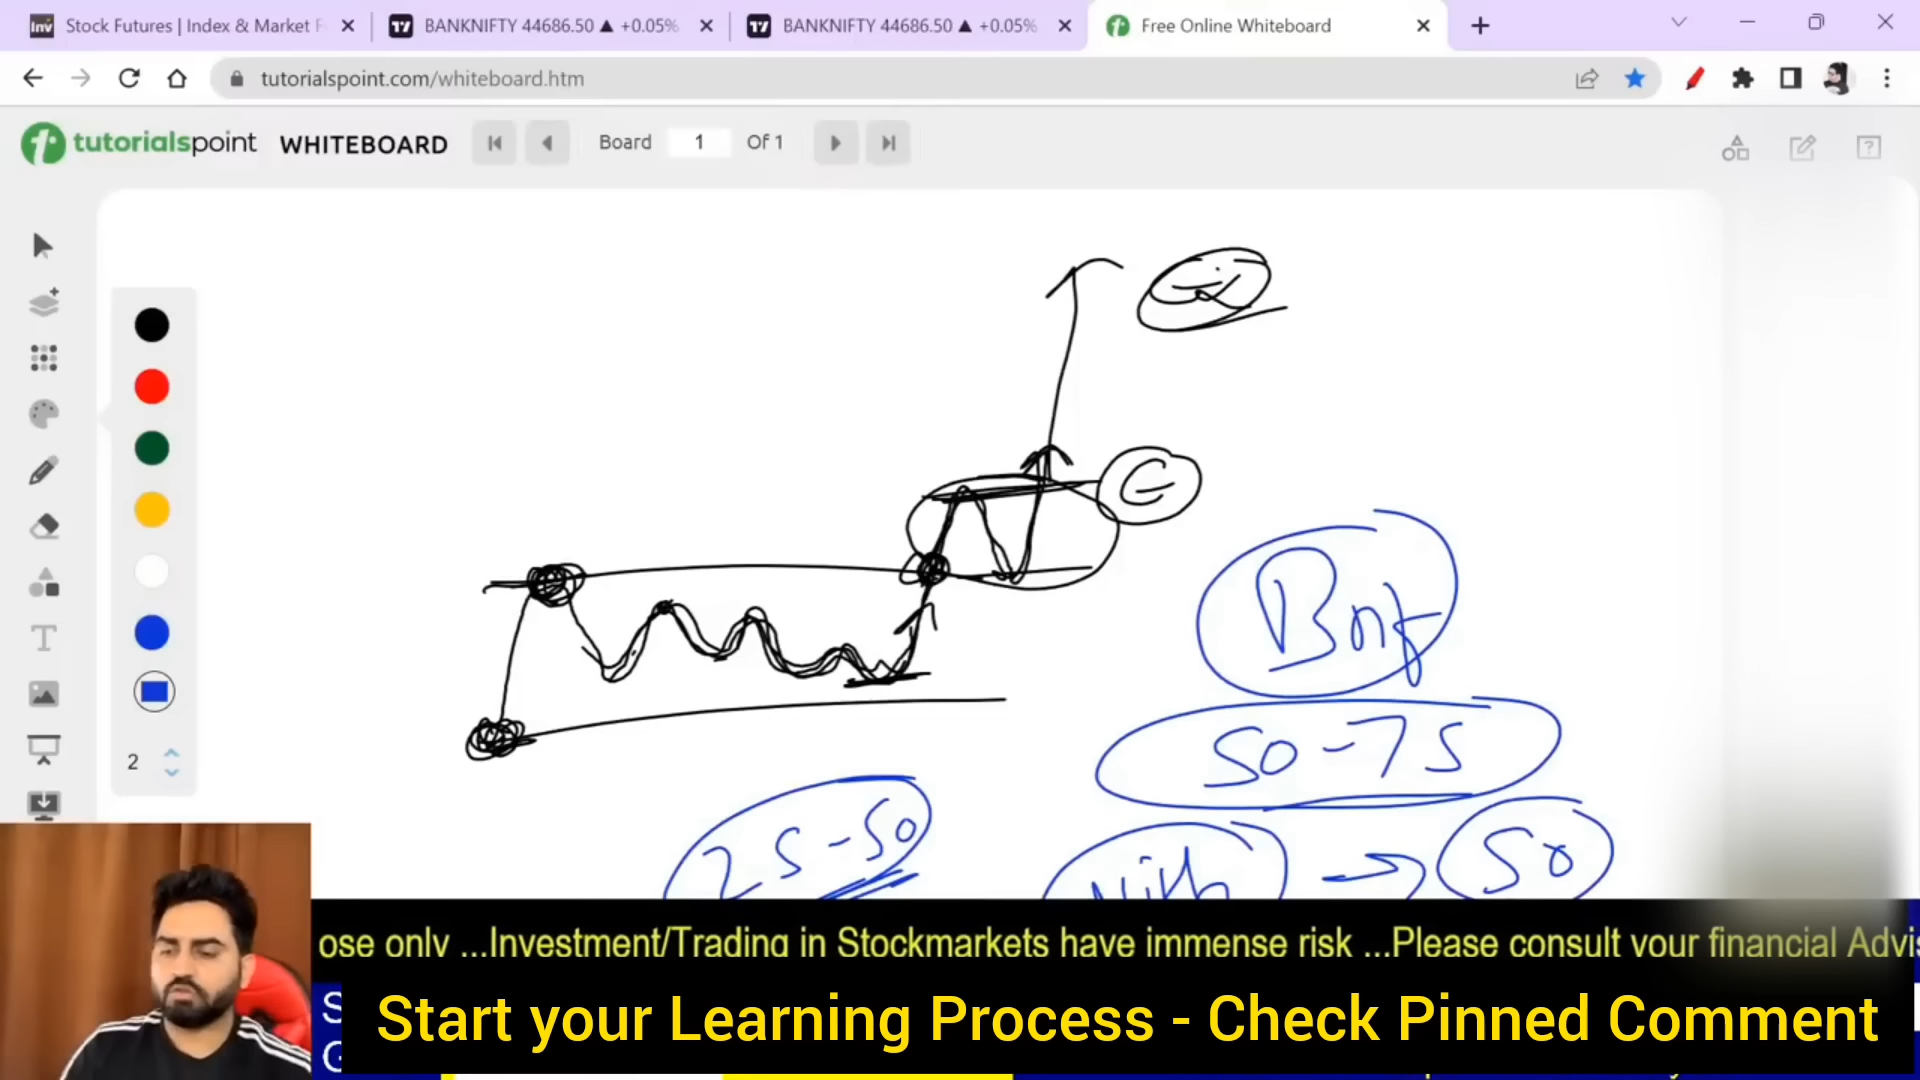 Stock Futures | Index & Market F
BANKNIFTY 44686.50 ▲ +0.05%
BANKNIFTY 44686.50 ▲ +0.05%
Free Online Whiteboard
tutorialspoint.com/whiteboard.htm
tutorialspoint WHITEBOARD Board 1 Of 1
T
2
Bnf
50-75
25-50
50
ose only ...Investment/Trading in Stockmarkets have immense risk ...Please consult your financial Advis
Start your Learning Process - Check Pinned Comment